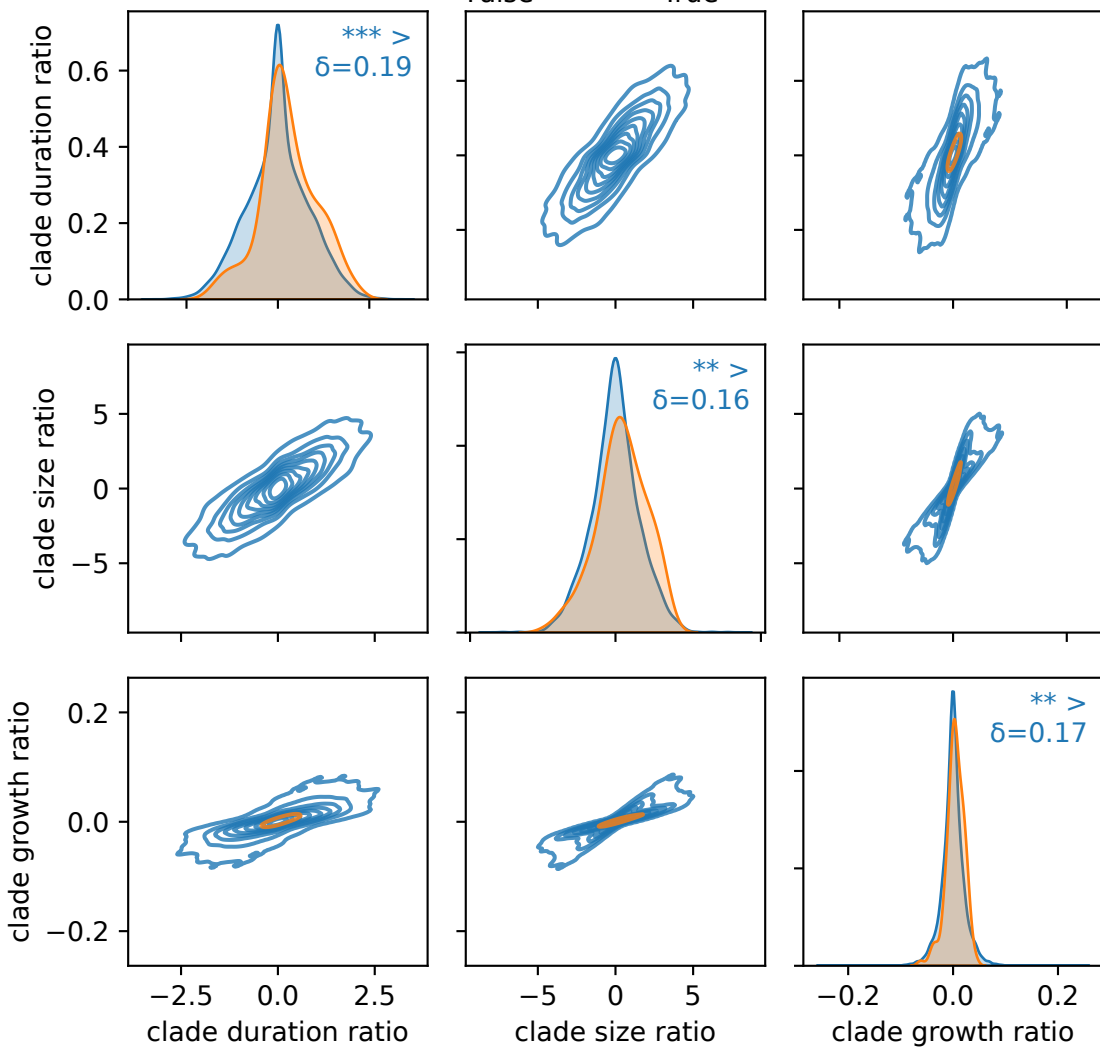 clade duration ratio
0.6
0.4
0.2
0.0
*** >
δ=0.19
clade size ratio
5
0
−5
** >
δ=0.16
clade growth ratio
0.2
0.0
−0.2
** >
δ=0.17
−2.5 0.0 2.5
−5 0 5
−0.2 0.0 0.2
clade duration ratio
clade size ratio
clade growth ratio